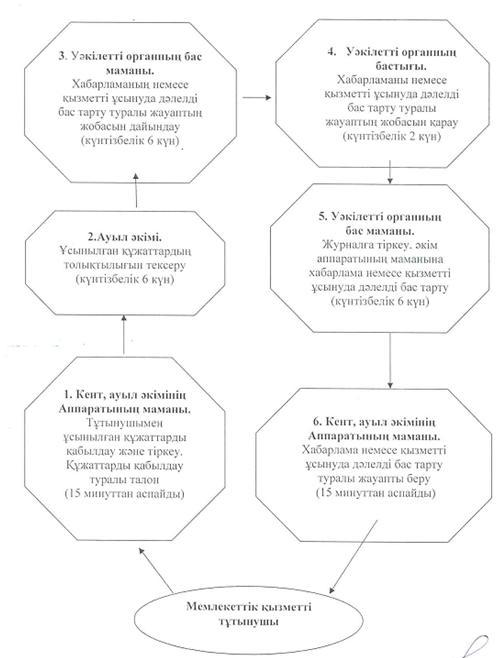 3. Уәкілетті органның бас
маманы.
Хабарламаның немесе
қызметті ұсынуда дәлелді
бас тарту туралы жауаптың
жобасын дайындау
(күнтізбелік 6 күн)
4. Уәкілетті органның
бастығы.
Хабарламаны немесе
қызметті ұсынуда дәлелді
бас тарту туралы
жауаптың жобасын қарау
(күнтізбелік 2 күн)
2.Ауыл әкімі.
Ұсынылған құжаттардың
толықтылығын тексеру
(күнтізбелік 6 күн)
5. Уәкілетті органның
бас маманы.
Журналға тіркеу. әкім
аппаратының маманына
хабарлама немесе қызметті
ұсынуда дәлелді бас тарту
(күнтізбелік 6 күн)
1. Кент, ауыл әкімінің
Аппаратының маманы.
Тұтынушымен
ұсынылған құжаттарды
қабылдау және тіркеу.
Құжаттарды қабылдау
туралы талон
(15 минуттан аспайды)
6. Кент, ауыл әкімінің
Аппаратының маманы.
Хабарлама немесе қызметті
ұсынуда дәлелді бас тарту
туралы жауапты беру
(15 минуттан аспайды)
Мемлекеттік қызметті
тұтынушы